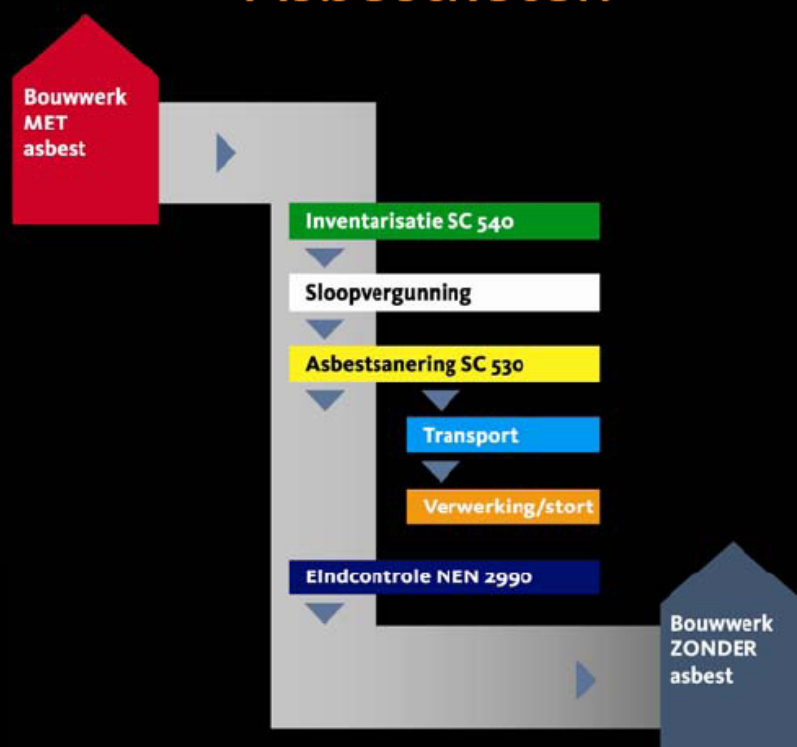 Bouwwerk
MET
asbest
Inventarisatie SC 540
Sloopvergunning
Asbestsanering SC 530
Transport
Verwerking/stort
EIndcontrole NEN 2990
Bouwwerk
ZONDER
asbest